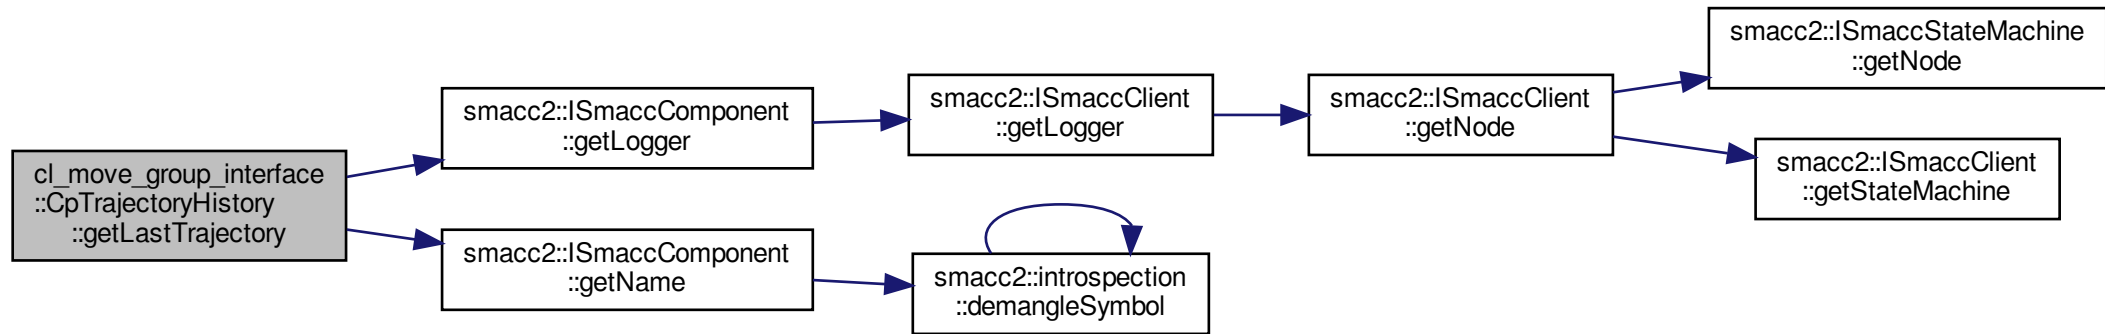 cl_move_group_interface
::CpTrajectoryHistory
::getLastTrajectory
smacc2::ISmaccComponent
::getLogger
smacc2::ISmaccClient
::getLogger
smacc2::ISmaccClient
::getNode
smacc2::ISmaccStateMachine
::getNode
smacc2::ISmaccClient
::getStateMachine
smacc2::ISmaccComponent
::getName
smacc2::introspection
::demangleSymbol